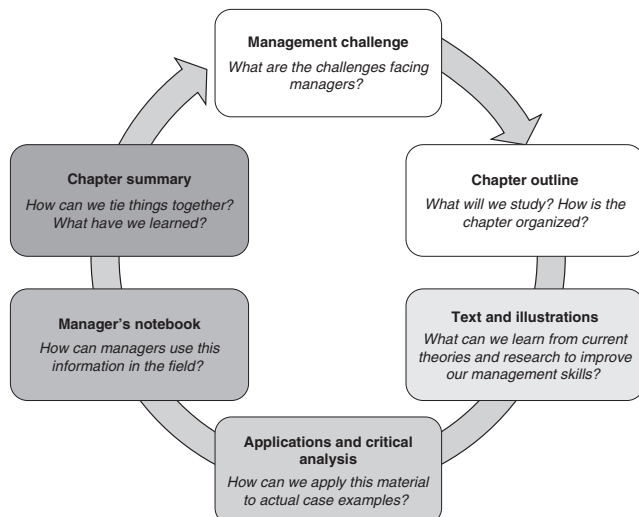 Management challenge
What are the challenges facing
managers?
Chapter outline
What will we study? How is the
chapter organized?
Text and illustrations
What can we learn from current
theories and research to improve
our management skills?
Applications and critical
analysis
How can we apply this material
to actual case examples?
Manager's notebook
How can managers use this
information in the field?
Chapter summary
How can we tie things together?
What have we learned?